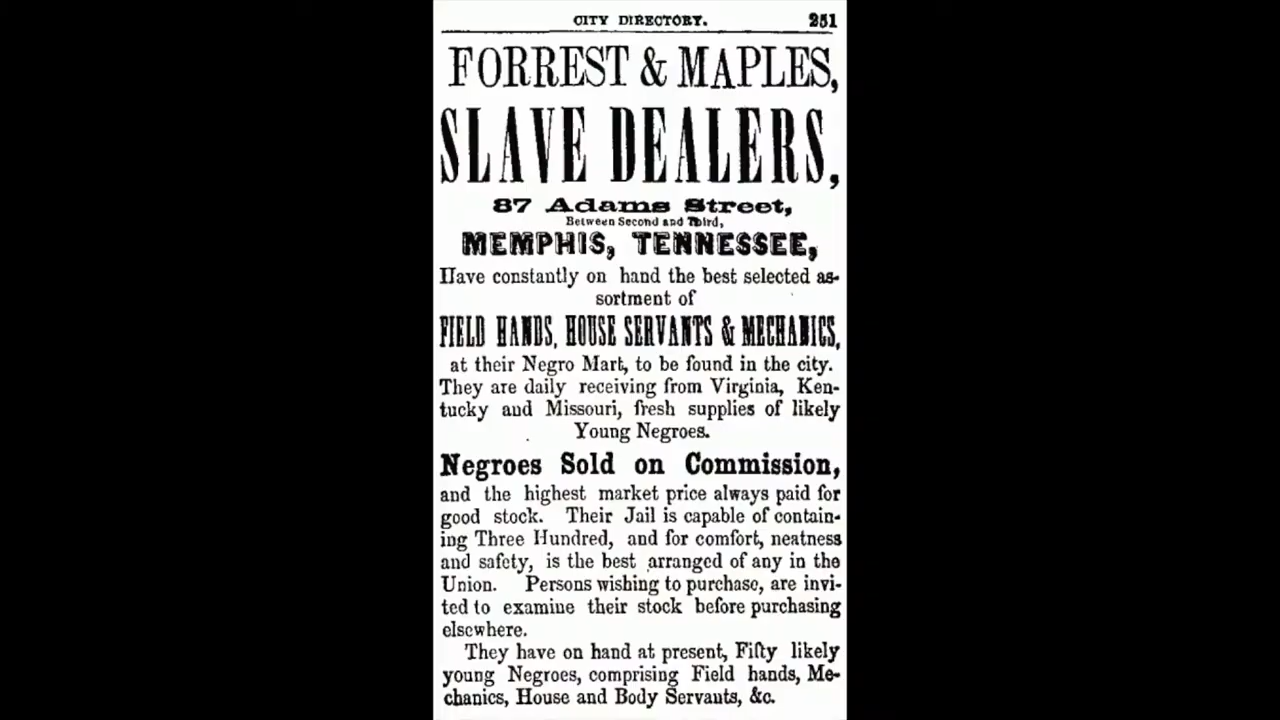 CITY DIRECTORY. 251
FORREST & MAPLES,
SLAVE DEALERS,
87 Adams Street,
Between Second and Third,
MEMPHIS, TENNESSEE,
Have constantly on hand the best selected as-
sortment of
FIELD HANDS, HOUSE SERVANTS & MECHANICS,
at their Negro Mart, to be found in the city.
They are daily receiving from Virginia, Ken-
tucky and Missouri, fresh supplies of likely
Young Negroes.
Negroes Sold on Commission,
and the highest market price always paid for
good stock. Their Jail is capable of contain-
ing Three Hundred, and for comfort, neatness
and safety, is the best arranged of any in the
Union. Persons wishing to purchase, are invi-
ted to examine their stock before purchasing
elsewhere.
They have on hand at present, Fifty likely
young Negroes, comprising Field hands, Me-
chanics, House and Body Servants, &c.